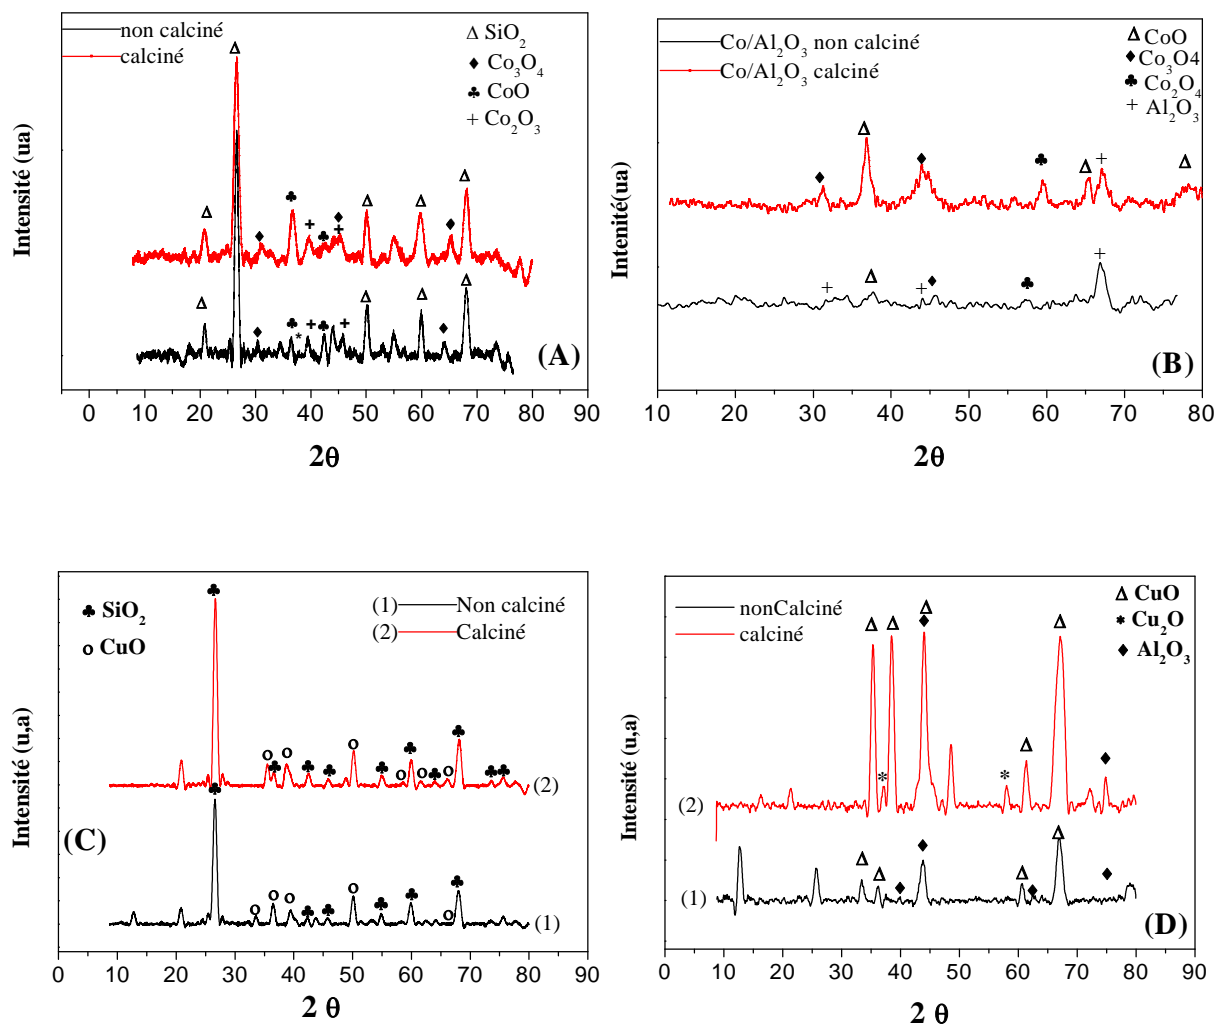 non calciné
calciné
Δ SiO2
♦ Co3O4
♣ CoO
+ Co2O3
Intensité (ua)
(A)
0 10 20 30 40 50 60 70 80 90
2θ
Co/Al2O3 non calciné
Co/Al2O3 calciné
Δ CoO
♦ Co3O4
♣ Co2O4
+ Al2O3
Intenité(ua)
(B)
10 20 30 40 50 60 70 80
2θ
♣ SiO2
o CuO
(1) Non calciné
(2) Calciné
Intensité (u,a)
(2)
(C)
(1)
0 10 20 30 40 50 60 70 80 90
2 θ
nonCalciné
calciné
Δ CuO
* Cu2O
♦ Al2O3
Intensité (u,a)
(2)
(1)
(D)
0 10 20 30 40 50 60 70 80 90
2 θ